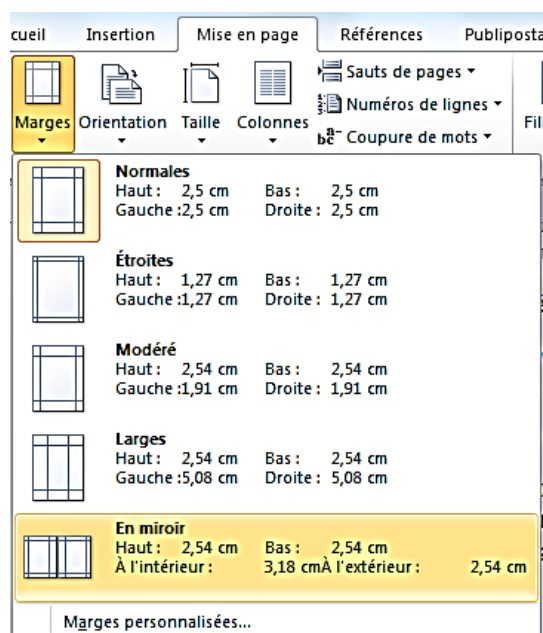 cueil Insertion Mise en page Références Publiposta
Marges Orientation Taille Colonnes
Sauts de pages
Numéros de lignes
Coupure de mots
Fil
Normales
Haut : 2,5 cm Bas : 2,5 cm
Gauche :2,5 cm Droite : 2,5 cm
Étroites
Haut : 1,27 cm Bas : 1,27 cm
Gauche :1,27 cm Droite : 1,27 cm
Modéré
Haut : 2,54 cm Bas : 2,54 cm
Gauche :1,91 cm Droite : 1,91 cm
Larges
Haut : 2,54 cm Bas : 2,54 cm
Gauche :5,08 cm Droite : 5,08 cm
En miroir
Haut : 2,54 cm Bas : 2,54 cm
À l'intérieur : 3,18 cmÀ l'extérieur : 2,54 cm
Marges personnalisées...